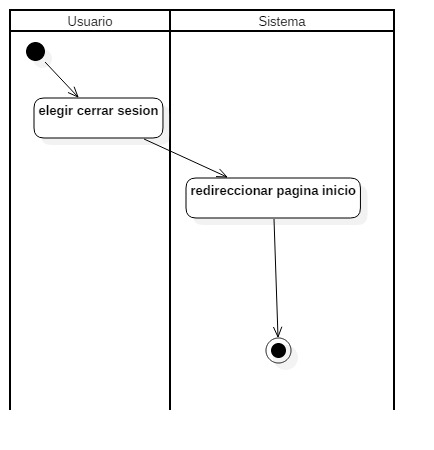 Usuario
Sistema
elegir cerrar sesion
redireccionar pagina inicio